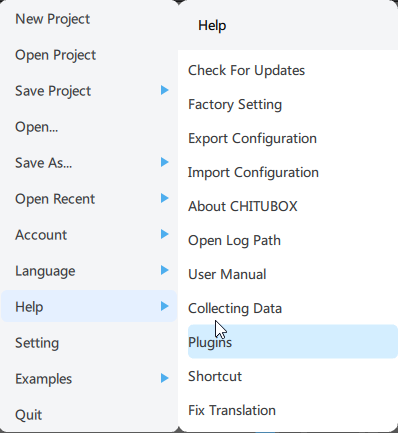 New Project
Open Project
Save Project
Open...
Save As...
Open Recent
Account
Language
Help
Setting
Examples
Quit
Help
Check For Updates
Factory Setting
Export Configuration
Import Configuration
About CHITUBOX
Open Log Path
User Manual
Collecting Data
Plugins
Shortcut
Fix Translation